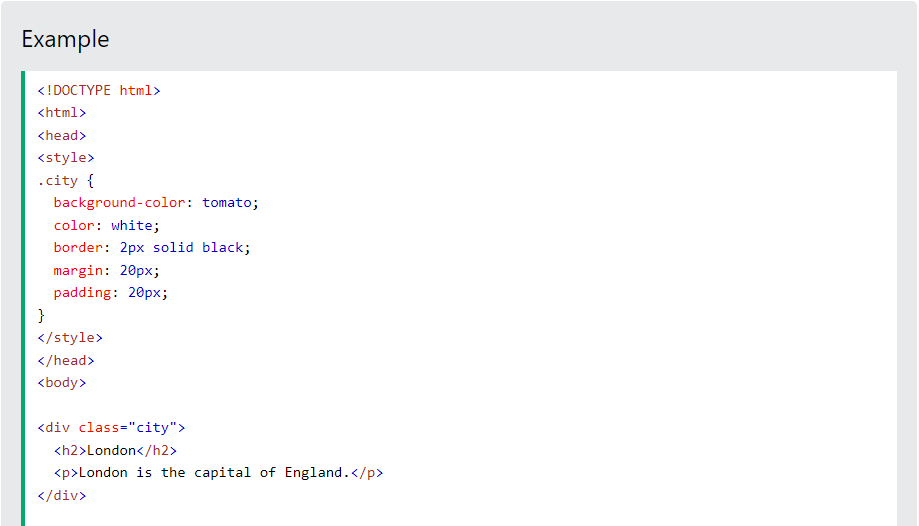 Example
<!DOCTYPE html>
<html>
<head>
<style>
.city {
  background-color: tomato;
  color: white;
  border: 2px solid black;
  margin: 20px;
  padding: 20px;
}
</style>
</head>
<body>

<div class="city">
  <h2>London</h2>
  <p>London is the capital of England.</p>
</div>